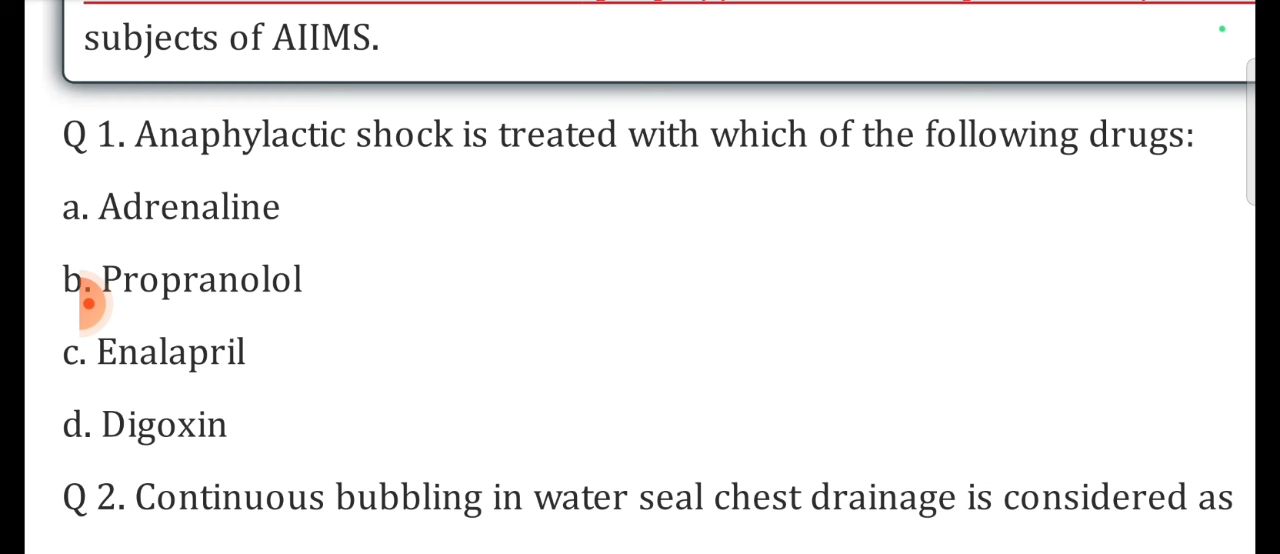 subjects of AIIMS.
Q 1. Anaphylactic shock is treated with which of the following drugs:
a. Adrenaline
b. Propranolol
c. Enalapril
d. Digoxin
Q 2. Continuous bubbling in water seal chest drainage is considered as